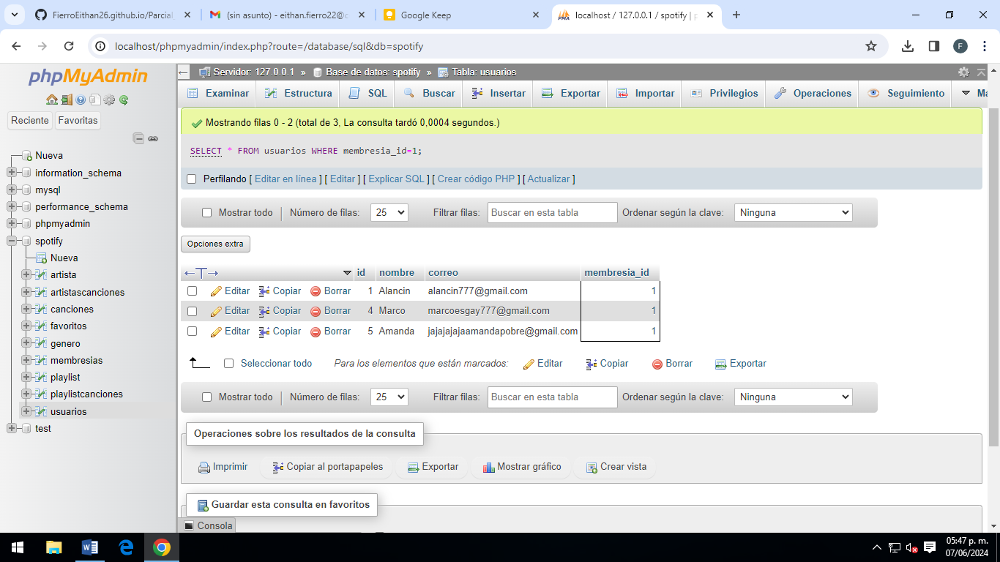 FierroEithan26.github.io/Parcial
(sin asunto) - eithan.fierro22@c
Google Keep
localhost / 127.0.0.1 / spotify | p
localhost/phpmyadmin/index.php?route=/database/sql&db=spotify
F
phpMyAdmin
Reciente Favoritas
Nueva
information_schema
mysql
performance_schema
phpmyadmin
spotify
Nueva
artista
artistascanciones
canciones
favoritos
genero
membresias
playlist
playlistcanciones
usuarios
test
Servidor: 127.0.0.1 » Base de datos: spotify » Tabla: usuarios
Examinar Estructura SQL Buscar Insertar Exportar Importar Privilegios Operaciones Seguimiento Ma
Mostrando filas 0 - 2 (total de 3, La consulta tardó 0,0004 segundos.)
SELECT * FROM usuarios WHERE membresia_id=1;
Perfilando [ Editar en línea ] [ Editar ] [ Explicar SQL ] [ Crear código PHP ] [ Actualizar ]
Mostrar todo | Número de filas: 25 Filtrar filas: Buscar en esta tabla Ordenar según la clave: Ninguna
Opciones extra
←T→ id nombre correo membresia_id
Editar Copiar Borrar 1 Alancin alancin777@gmail.com 1
Editar Copiar Borrar 4 Marco marcoesgay777@gmail.com 1
Editar Copiar Borrar 5 Amanda jajajajajaamandapobre@gmail.com 1
Seleccionar todo Para los elementos que están marcados: Editar Copiar Borrar Exportar
Mostrar todo | Número de filas: 25 Filtrar filas: Buscar en esta tabla Ordenar según la clave: Ninguna
Operaciones sobre los resultados de la consulta
Imprimir Copiar al portapapeles Exportar Mostrar gráfico Crear vista
Guardar esta consulta en favoritos
Consola
05:47 p. m.
07/06/2024